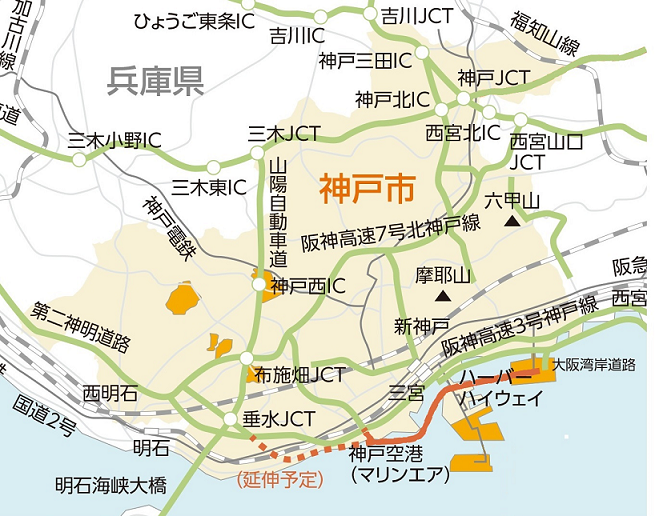 ひょうご東条IC
吉川IC
吉川JCT
福知山線
加古川線
神戸三田IC
兵庫県
神戸JCT
神戸北IC
道
三木小野IC
三木JCT
西宮北IC
西宮山口
JCT
三木東IC
山陽自動車道
神戸市
六甲山
神戸電鉄
阪神高速7号北神戸線
摩耶山
阪急
神戸西IC
西宮
第二神明道路
新神戸
阪神高速3号神戸線
布施畑JCT
大阪湾岸道路
西明石
三宮
ハーバー
ハイウェイ
国道2号
垂水JCT
明石
神戸空港
(マリンエア)
(延伸予定)
明石海峡大橋